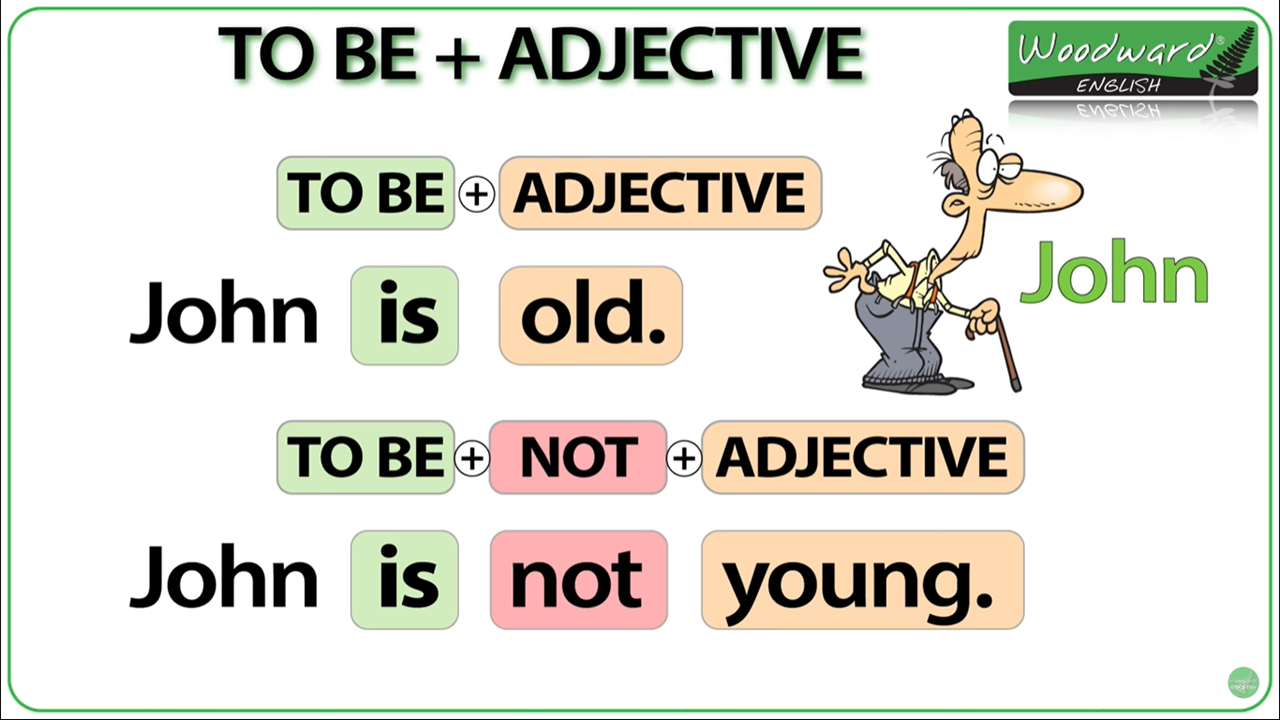 TO BE + ADJECTIVE
Woodward®
ENGLISH
TO BE + ADJECTIVE
John is old.
John
TO BE + NOT + ADJECTIVE
John is not young.